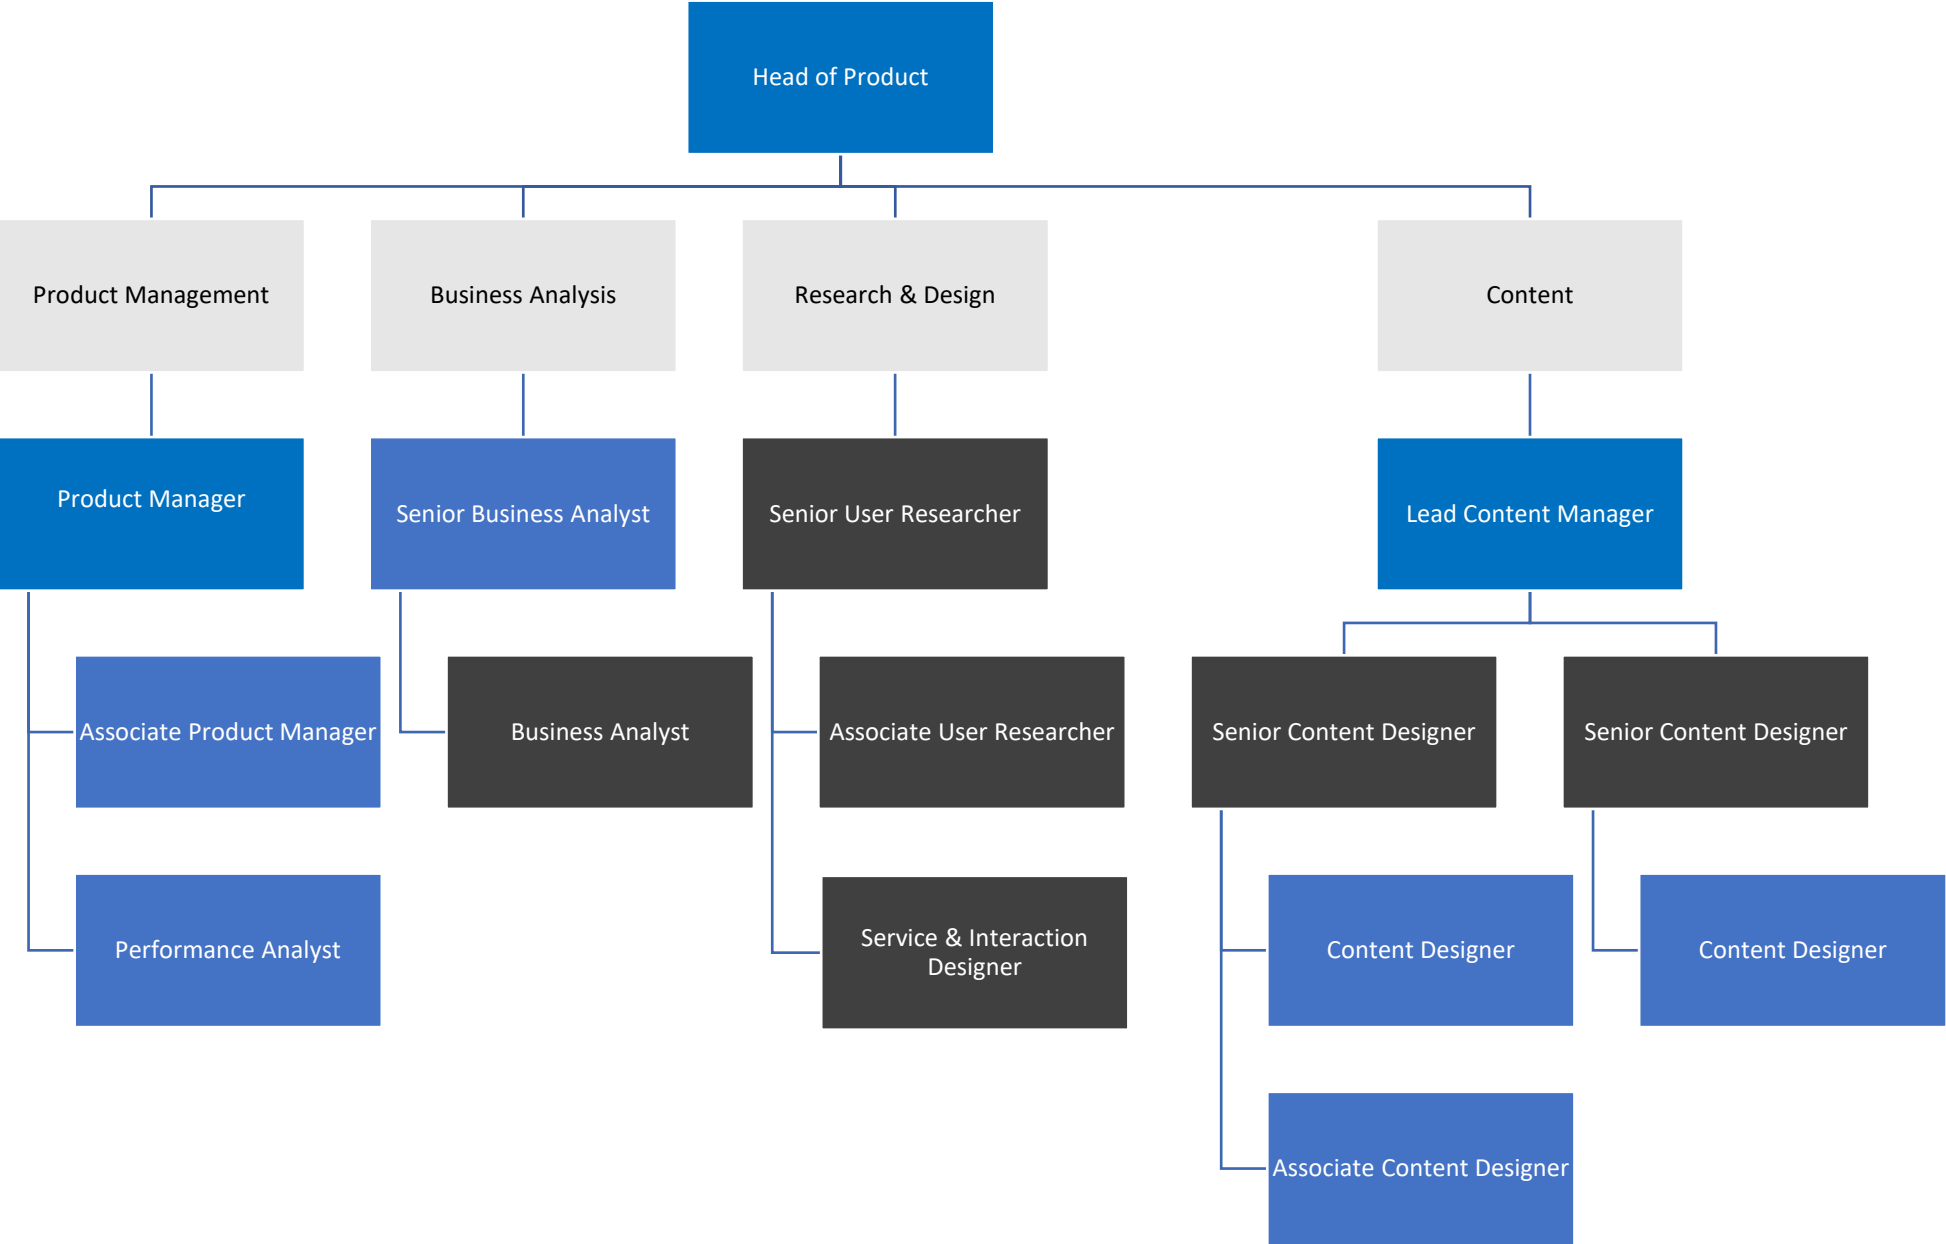 Head of Product
Product Management
Business Analysis
Research & Design
Content
Product Manager
Senior Business Analyst
Senior User Researcher
Lead Content Manager
Associate Product Manager
Business Analyst
Associate User Researcher
Senior Content Designer
Senior Content Designer
Performance Analyst
Service & Interaction
Designer
Content Designer
Content Designer
Associate Content Designer